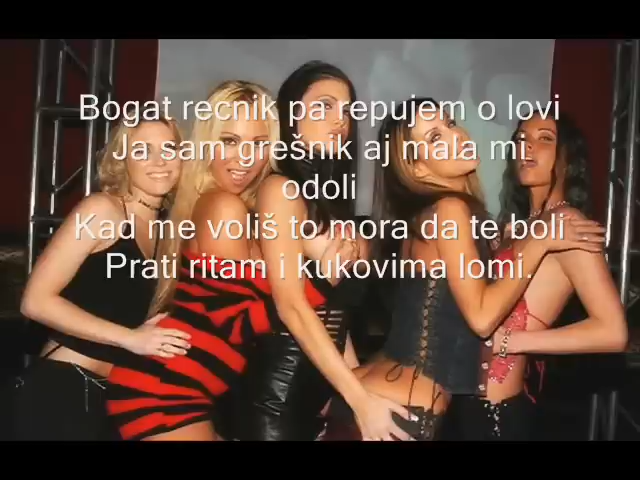 Bogat recnik pa repujem o lovi
Ja sam grešnik aj mala mi
odoli
Kad me voliš to mora da te boli
Prati ritam i kukovima lomi.